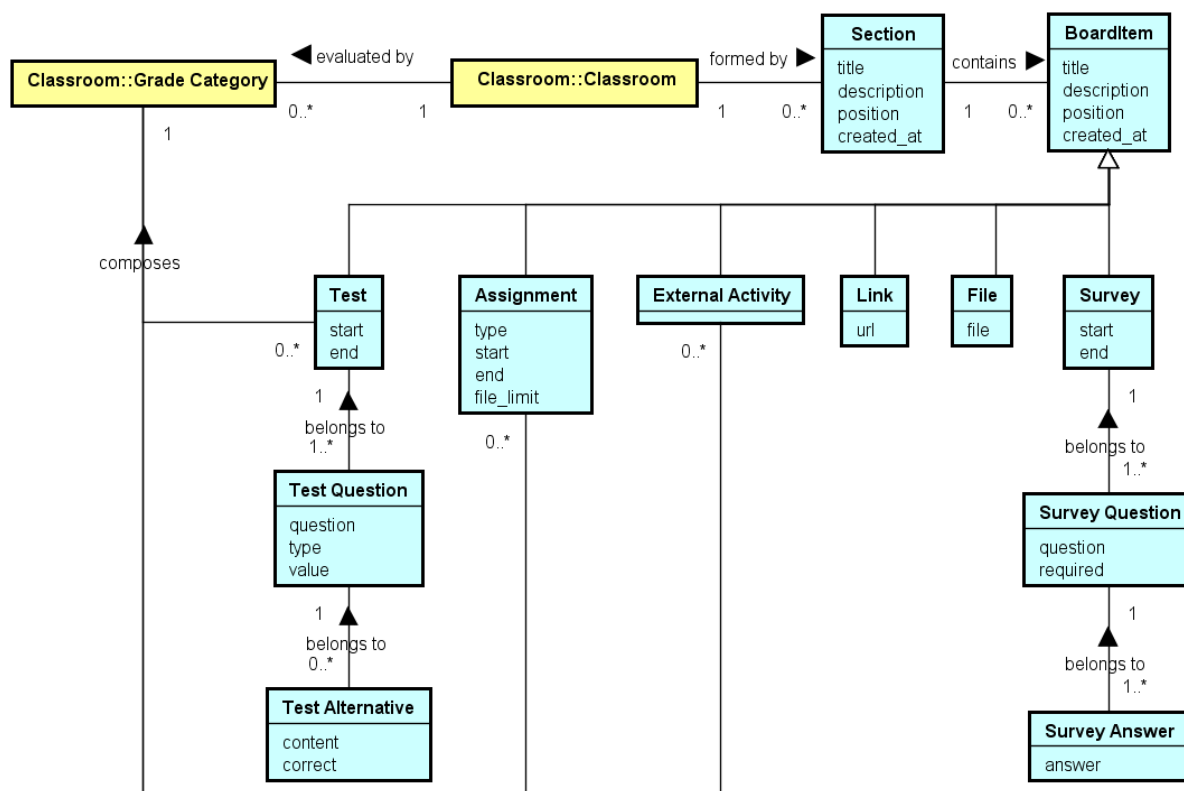 Section
BoardItem
evaluated by
formed by
contains
Classroom::Grade Category
Classroom::Classroom
title
description
position
created_at
title
description
position
created_at
0..*
1
1
0..*
1
0..*
1
composes
Test
start
end
Assignment
type
start
end
file_limit
External Activity
Link
url
File
file
Survey
start
end
0..*
0..*
0..*
1
belongs to
1..*
1
belongs to
1..*
Test Question
question
type
value
Survey Question
question
required
1
belongs to
0..*
1
belongs to
1..*
Test Alternative
content
correct
Survey Answer
answer